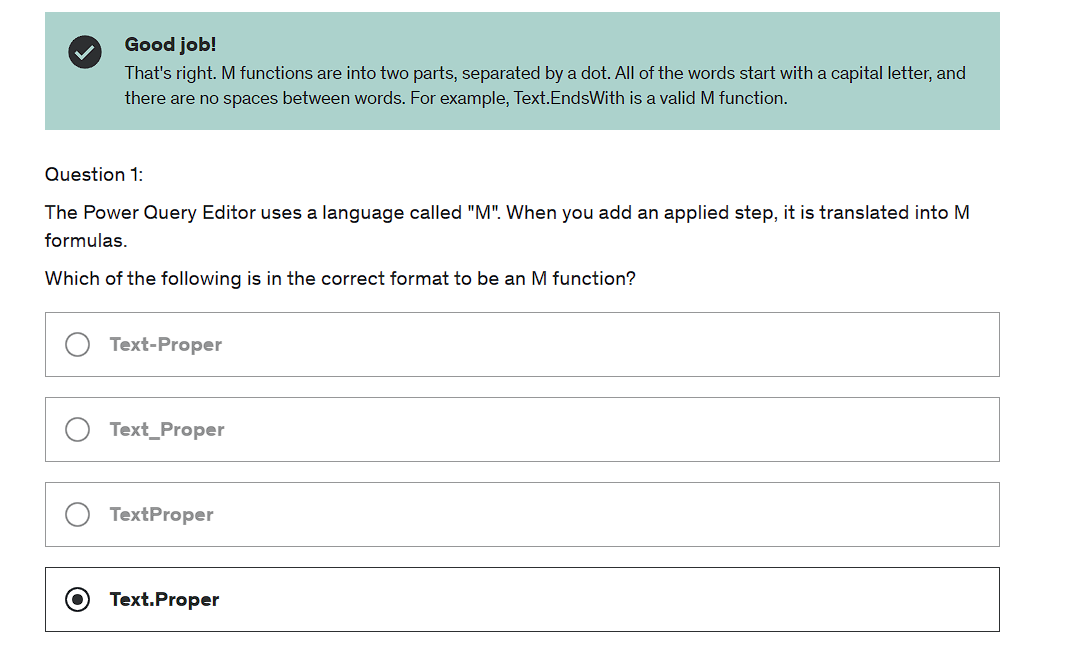 Good job!
That's right. M functions are into two parts, separated by a dot. All of the words start with a capital letter, and
there are no spaces between words. For example, Text.EndsWith is a valid M function.
Question 1:
The Power Query Editor uses a language called "M". When you add an applied step, it is translated into M
formulas.
Which of the following is in the correct format to be an M function?
Text-Proper
Text_Proper
TextProper
Text.Proper